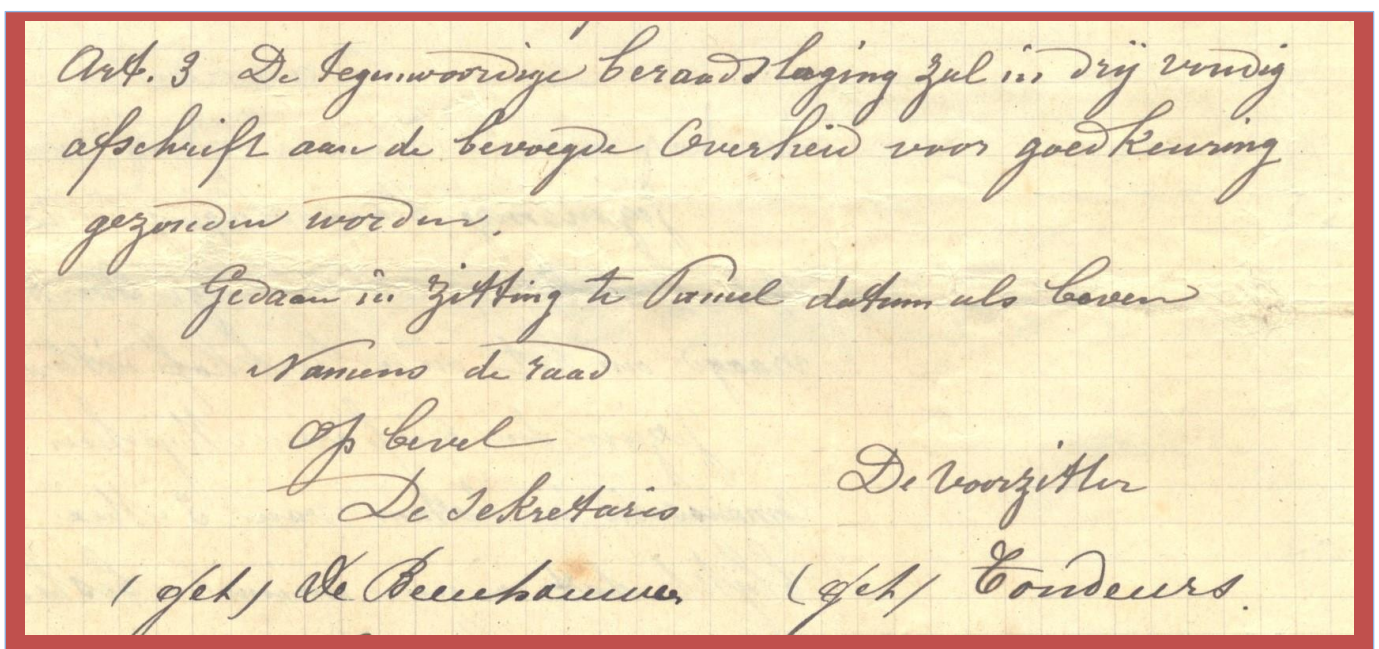 Art. 3 De tegenwoordige beraadslaging zal in drij voudig
afschrift aan de bevoegde Overheid voor goedkeuring
gezonden worden.
Gedaan in zitting te Pamel datum als boven
Namens de raad
Op bevel
De Voorzitter
De Sekretaris
(get) De Beenhouwer (get) Tondeurs.